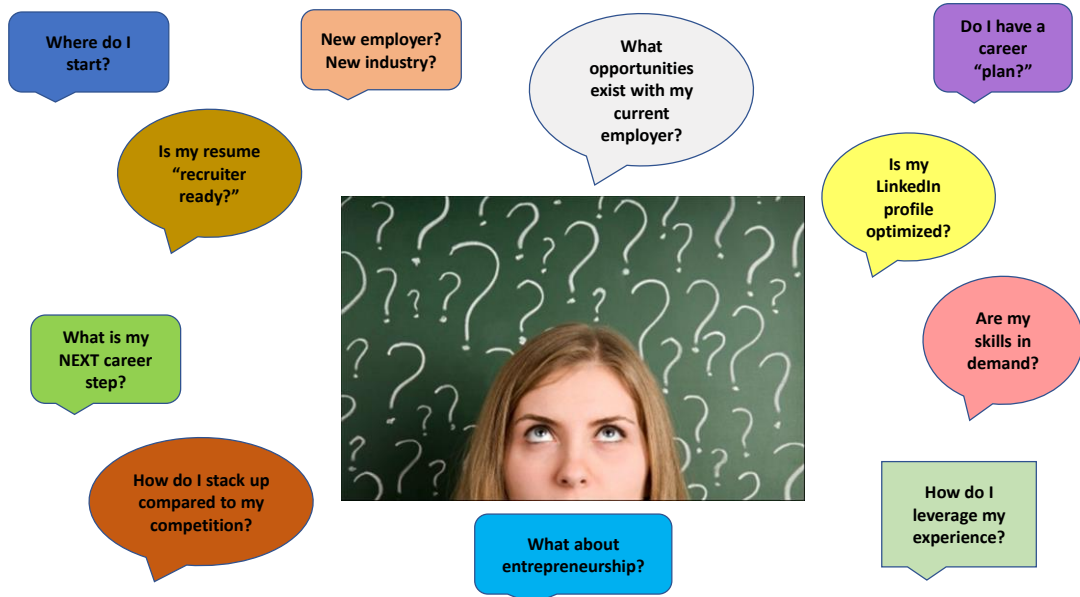 Where do I
start?
New employer?
New industry?
What
opportunities
exist with my
current
employer?
Do I have a
career
“plan?”
Is my resume
“recruiter
ready?”
Is my
LinkedIn
profile
optimized?
What is my
NEXT career
step?
Are my
skills in
demand?
How do I stack up
compared to my
competition?
How do I
leverage my
experience?
What about
entrepreneurship?